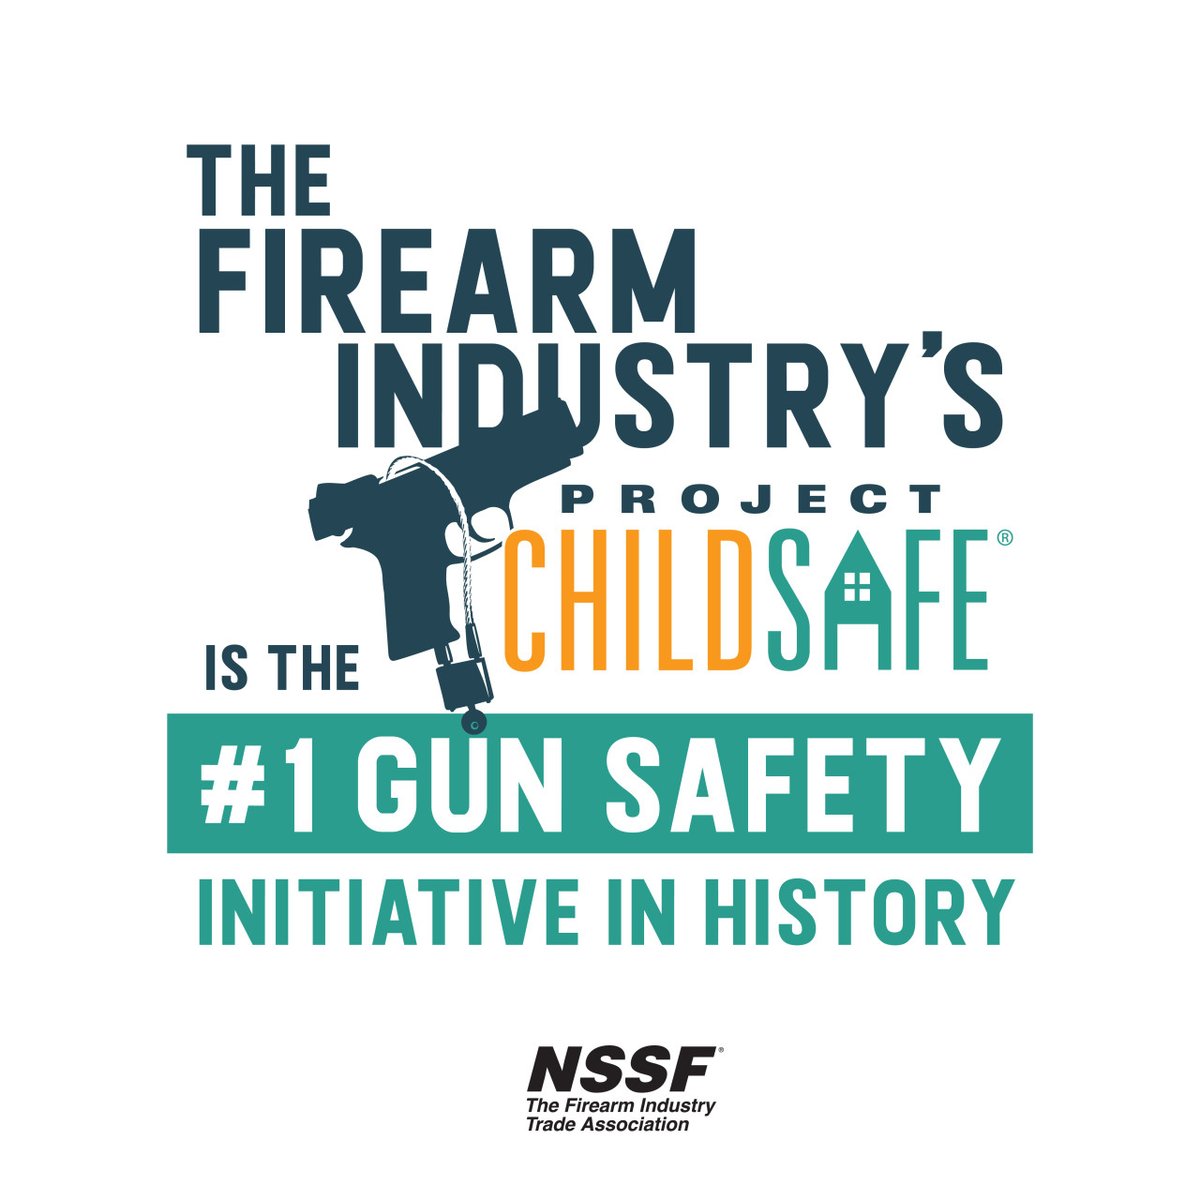 THE
FIREARM
INDUSTRY'S
PROJECT
CHILDSAFE®
IS THE
#1 GUN SAFETY
INITIATIVE IN HISTORY
NSSF®
The Firearm Industry
Trade Association